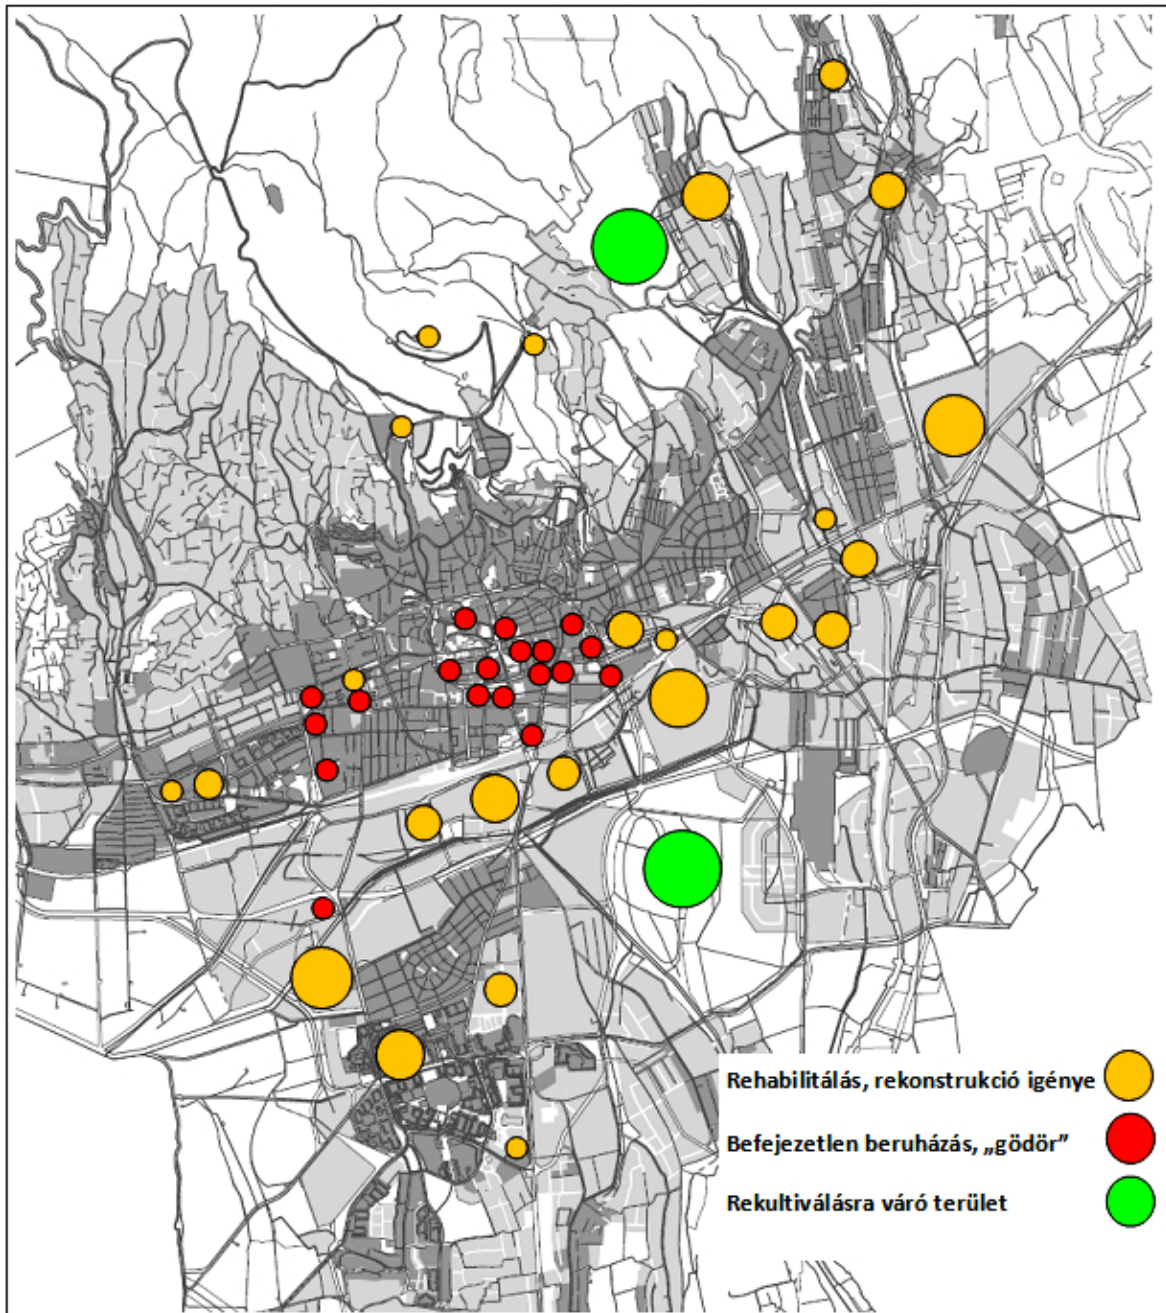 Rehabilitálás, rekonstrukció igénye
Befejezetlen beruházás, „gödör”
Rekultiválásra váró terület